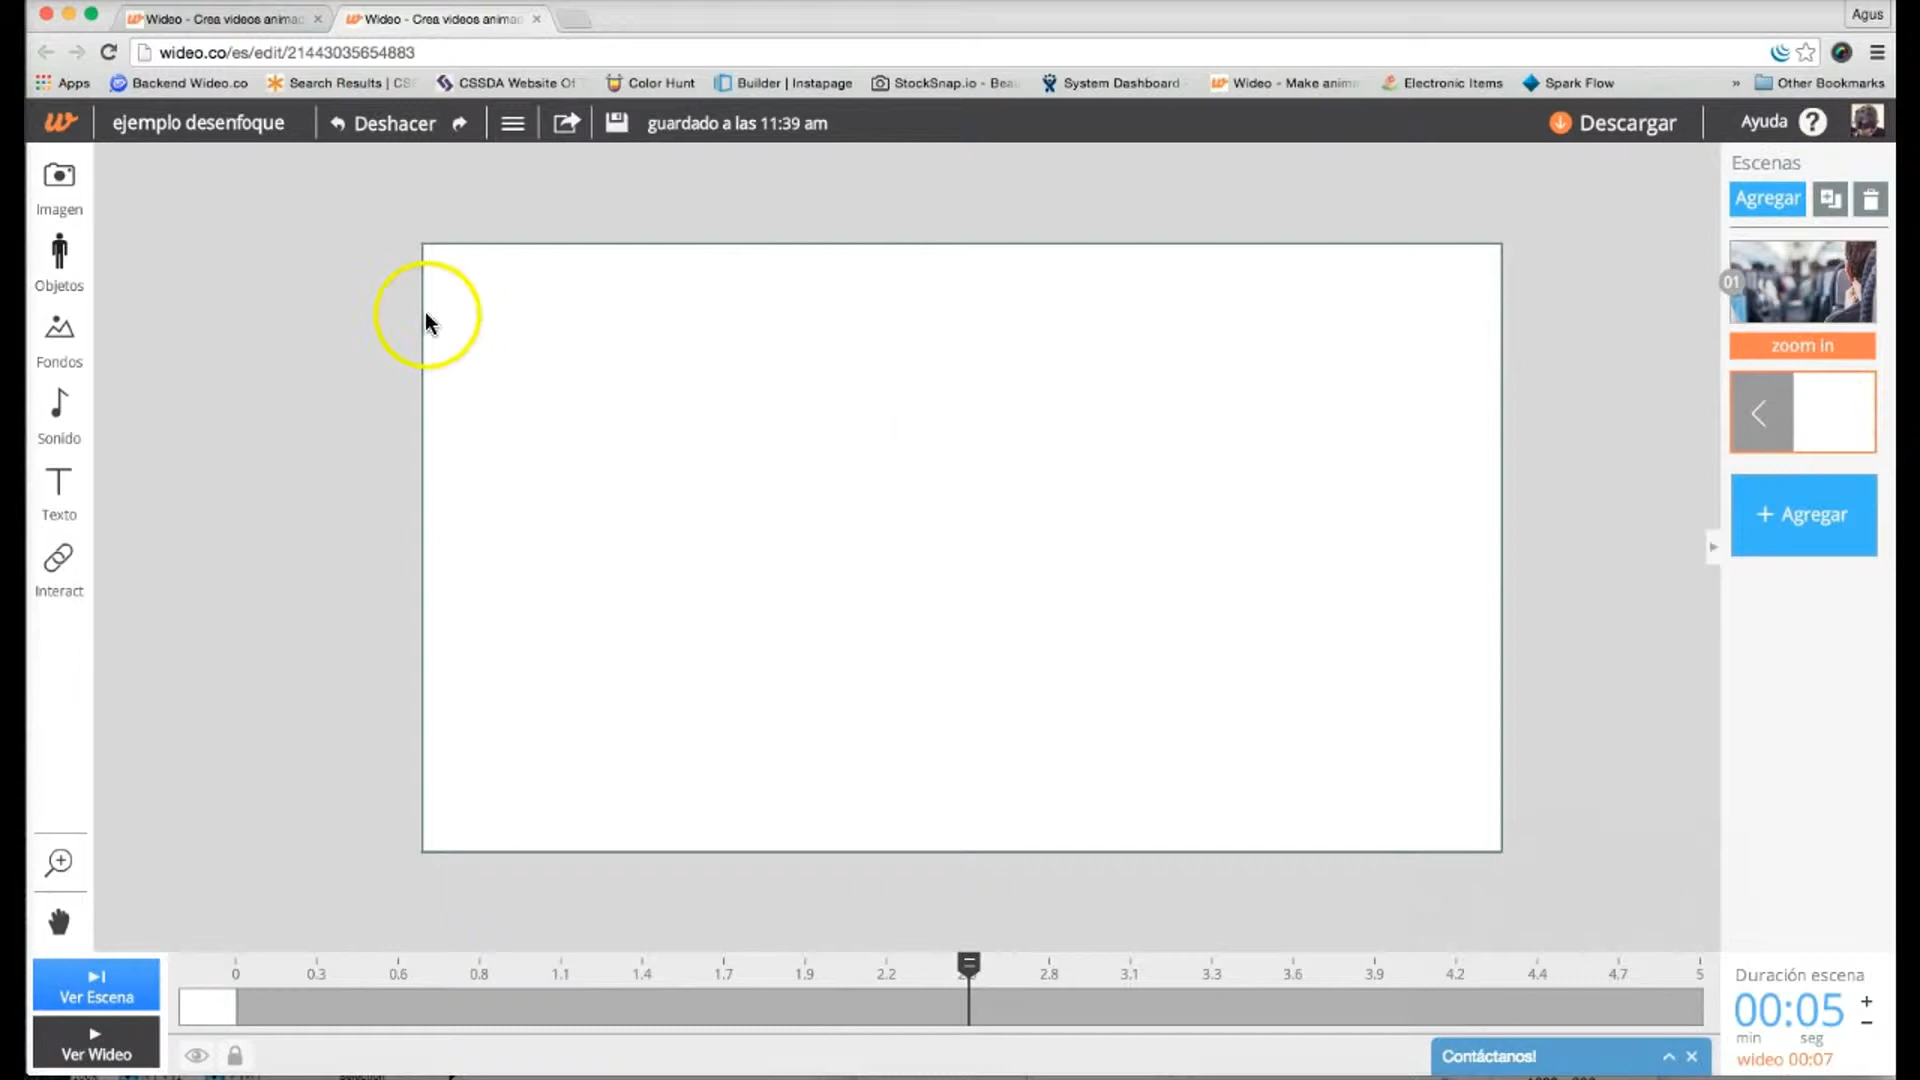 Wideo - Crea videos animac
Wideo - Crea videos animac
Agus
wideo.co/es/edit/21443035654883
Apps
Backend Wideo.co
Search Results | CS
CSSDA Website Of
Color Hunt
Builder | Instapage
StockSnap.io - Bea
System Dashboard
Wideo - Make anim
Electronic Items
Spark Flow
»
Other Bookmarks
ejemplo desenfoque
Deshacer
guardado a las 11:39 am
Descargar
Ayuda ?
Imagen
Objetos
Fondos
Sonido
Texto
Interact
Escenas
Agregar
01
zoom in
+ Agregar
Ver Escena
Ver Wideo
0 0.3 0.6 0.8 1.1 1.4 1.7 1.9 2.2 2.8 3.1 3.3 3.6 3.9 4.2 4.4 4.7 5
Duración escena
00:05 + −
min seg
wideo 00:07
Contáctanos!